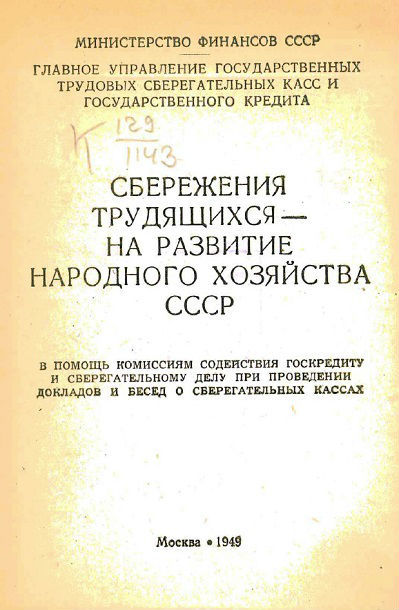 МИНИСТЕРСТВО ФИНАНСОВ СССР
ГЛАВНОЕ УПРАВЛЕНИЕ ГОСУДАРСТВЕННЫХ
ТРУДОВЫХ СБЕРЕГАТЕЛЬНЫХ КАСС И
ГОСУДАРСТВЕННОГО КРЕДИТА
К 129
1143
СБЕРЕЖЕНИЯ
ТРУДЯЩИХСЯ —
НА РАЗВИТИЕ
НАРОДНОГО ХОЗЯЙСТВА
СССР
В ПОМОЩЬ КОМИССИЯМ СОДЕЙСТВИЯ ГОСКРЕДИТУ
И СБЕРЕГАТЕЛЬНОМУ ДЕЛУ ПРИ ПРОВЕДЕНИИ
ДОКЛАДОВ И БЕСЕД О СБЕРЕГАТЕЛЬНЫХ КАССАХ
Москва • 1949